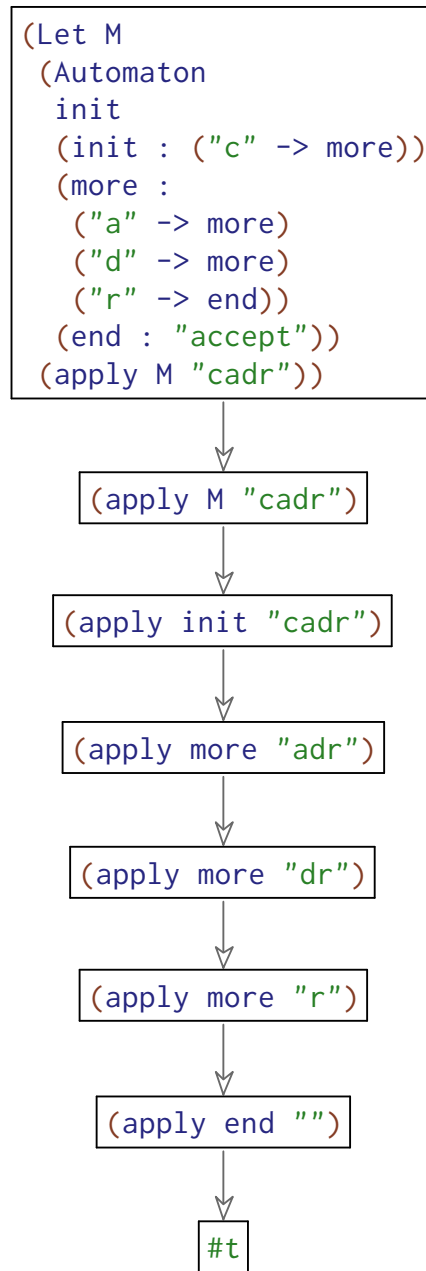 (Let M
(Automaton
init
(init : ("c" -> more))
(more :
("a" -> more)
("d" -> more)
("r" -> end))
(end : "accept"))
(apply M "cadr"))
(apply M "cadr")
(apply init "cadr")
(apply more "adr")
(apply more "dr")
(apply more "r")
(apply end "")
#t